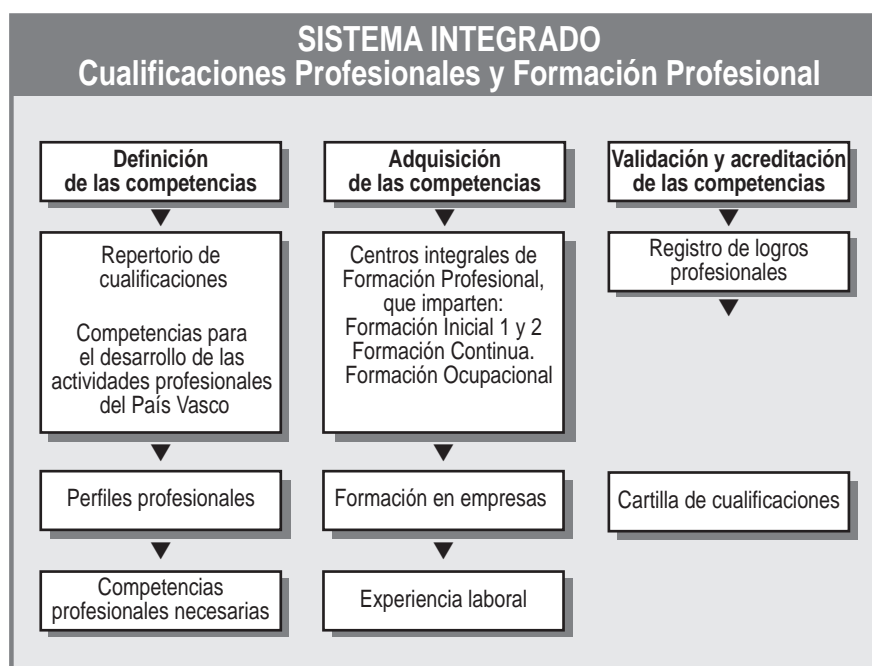 SISTEMA INTEGRADO
Cualificaciones Profesionales y Formación Profesional
Definición
de las competencias
Repertorio de
cualificaciones
Competencias para
el desarrollo de las
actividades profesionales
del País Vasco
Perfiles profesionales
Competencias
profesionales necesarias
Adquisición
de las competencias
Centros integrales de
Formación Profesional,
que imparten:
Formación Inicial 1 y 2
Formación Continua.
Formación Ocupacional
Formación en empresas
Experiencia laboral
Validación y acreditación
de las competencias
Registro de logros
profesionales
Cartilla de cualificaciones